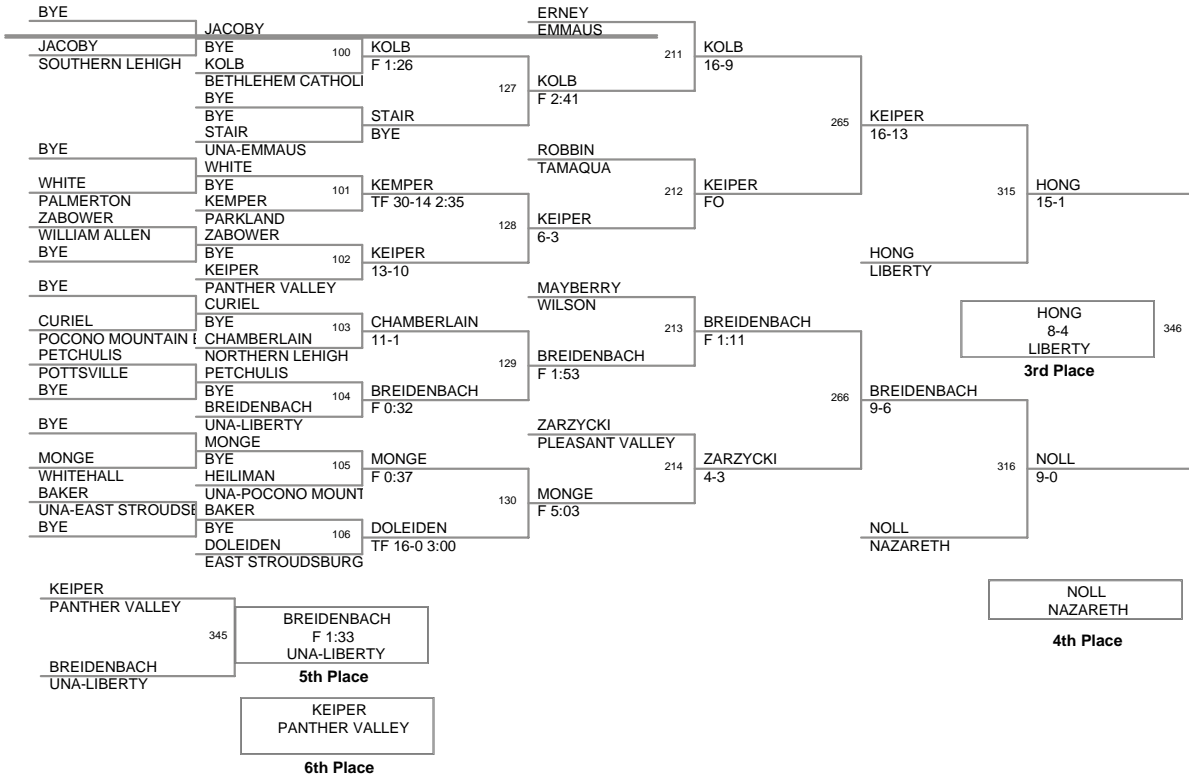 BYE
JACOBY
SOUTHERN LEHIGH
BYE
WHITE
PALMERTON
ZABOWER
WILLIAM ALLEN
BYE
BYE
CURIEL
POCONO MOUNTAIN E
PETCHULIS
POTTSVILLE
BYE
BYE
MONGE
WHITEHALL
BAKER
UNA-EAST STROUDSB
BYE
JACOBY
BYE
100
KOLB
BETHLEHEM CATHOLI
BYE
BYE
STAIR
UNA-EMMAUS
WHITE
BYE
101
KEMPER
PARKLAND
ZABOWER
BYE
102
KEIPER
PANTHER VALLEY
CURIEL
BYE
103
CHAMBERLAIN
NORTHERN LEHIGH
PETCHULIS
BYE
104
BREIDENBACH
UNA-LIBERTY
MONGE
BYE
105
HEILIMAN
UNA-POCONO MOUNT
BAKER
BYE
106
DOLEIDEN
EAST STROUDSBURG
KOLB
F 1:26
127
STAIR
BYE
KEMPER
TF 30-14 2:35
128
KEIPER
13-10
CHAMBERLAIN
11-1
129
BREIDENBACH
F 0:32
MONGE
F 0:37
130
DOLEIDEN
TF 16-0 3:00
ERNEY
EMMAUS
211
KOLB
F 2:41
ROBBIN
TAMAQUA
212
KEIPER
6-3
MAYBERRY
WILSON
213
BREIDENBACH
F 1:53
ZARZYCKI
PLEASANT VALLEY
214
MONGE
F 5:03
KOLB
16-9
265
KEIPER
FO
BREIDENBACH
F 1:11
266
ZARZYCKI
4-3
KEIPER
16-13
315
HONG
LIBERTY
BREIDENBACH
9-6
316
NOLL
NAZARETH
HONG
15-1
HONG
8-4
LIBERTY
346
3rd Place
NOLL
9-0
NOLL
NAZARETH
4th Place
KEIPER
PANTHER VALLEY
345
BREIDENBACH
UNA-LIBERTY
BREIDENBACH
F 1:33
UNA-LIBERTY
5th Place
KEIPER
PANTHER VALLEY
6th Place